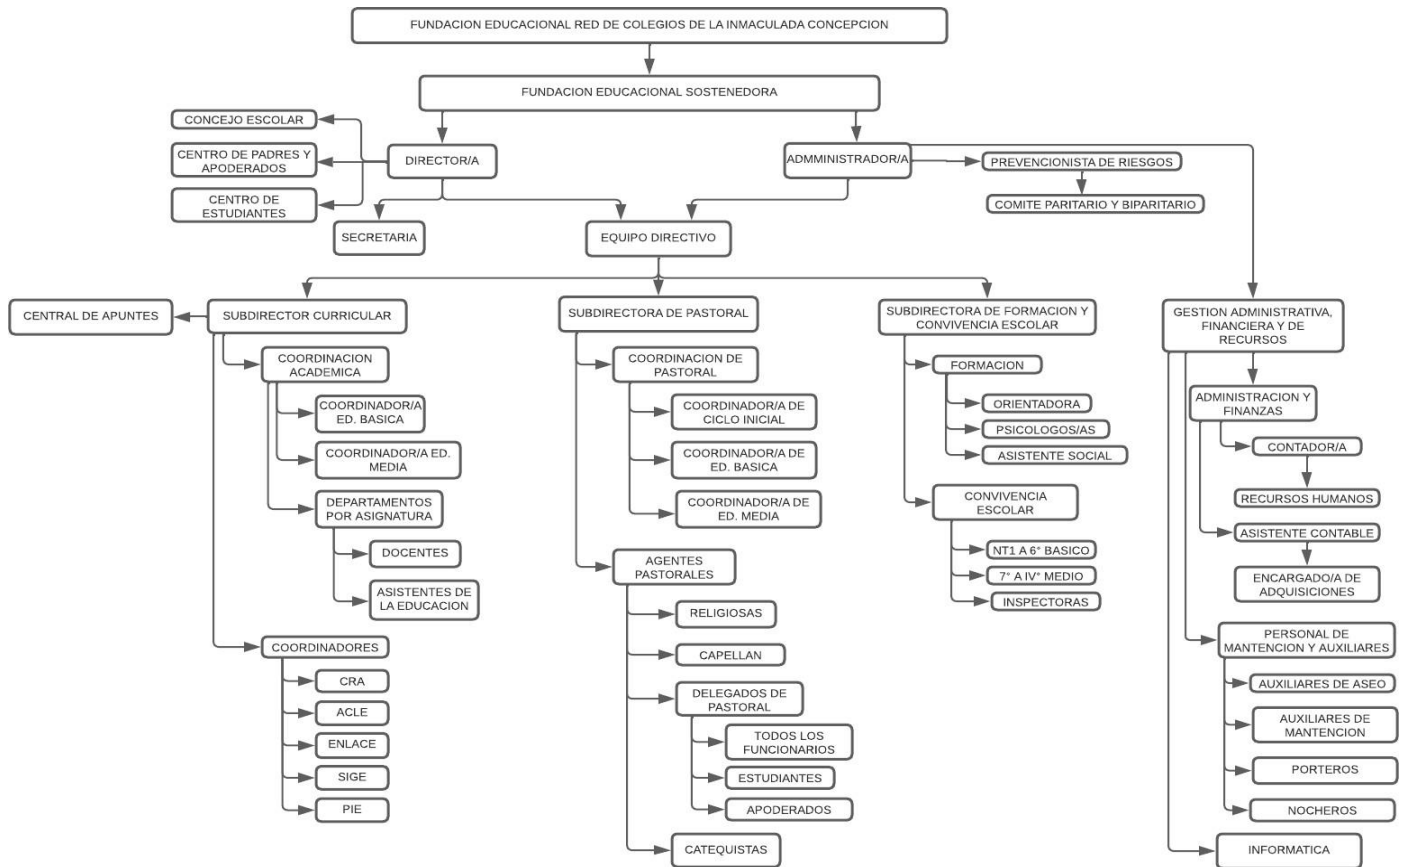 FUNDACION EDUCACIONAL RED DE COLEGIOS DE LA INMACULADA CONCEPCION
FUNDACION EDUCACIONAL SOSTENEDORA
CONCEJO ESCOLAR
CENTRO DE PADRES Y
APODERADOS
CENTRO DE
ESTUDIANTES
DIRECTOR/A
ADMMINISTRADOR/A
PREVENCIONISTA DE RIESGOS
COMITE PARITARIO Y BIPARITARIO
SECRETARIA
EQUIPO DIRECTIVO
CENTRAL DE APUNTES
SUBDIRECTOR CURRICULAR
COORDINACION
ACADEMICA
COORDINADOR/A
ED. BASICA
COORDINADOR/A ED.
MEDIA
DEPARTAMENTOS
POR ASIGNATURA
DOCENTES
ASISTENTES DE
LA EDUCACION
COORDINADORES
CRA
ACLE
ENLACE
SIGE
PIE
SUBDIRECTORA DE PASTORAL
COORDINACION DE
PASTORAL
COORDINADOR/A DE
CICLO INICIAL
COORDINADOR/A DE
ED. BASICA
COORDINADOR/A DE
ED. MEDIA
AGENTES
PASTORALES
RELIGIOSAS
CAPELLAN
DELEGADOS DE
PASTORAL
TODOS LOS
FUNCIONARIOS
ESTUDIANTES
APODERADOS
CATEQUISTAS
SUBDIRECTORA DE FORMACION Y
CONVIVENCIA ESCOLAR
FORMACION
ORIENTADORA
PSICOLOGOS/AS
ASISTENTE SOCIAL
CONVIVENCIA
ESCOLAR
NT1 A 6° BASICO
7° A IV° MEDIO
INSPECTORAS
GESTION ADMINISTRATIVA,
FINANCIERA Y DE
RECURSOS
ADMINISTRACION Y
FINANZAS
CONTADOR/A
RECURSOS HUMANOS
ASISTENTE CONTABLE
ENCARGADO/A DE
ADQUISICIONES
PERSONAL DE
MANTENCION Y AUXILIARES
AUXILIARES DE ASEO
AUXILIARES DE
MANTENCION
PORTEROS
NOCHEROS
INFORMATICA